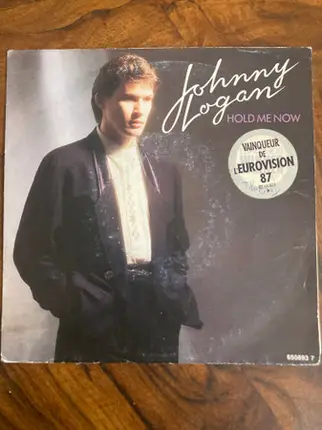 Johnny
Logan
HOLD ME NOW
VAINQUEUR
DE
L'EUROVISION
87
650893 7